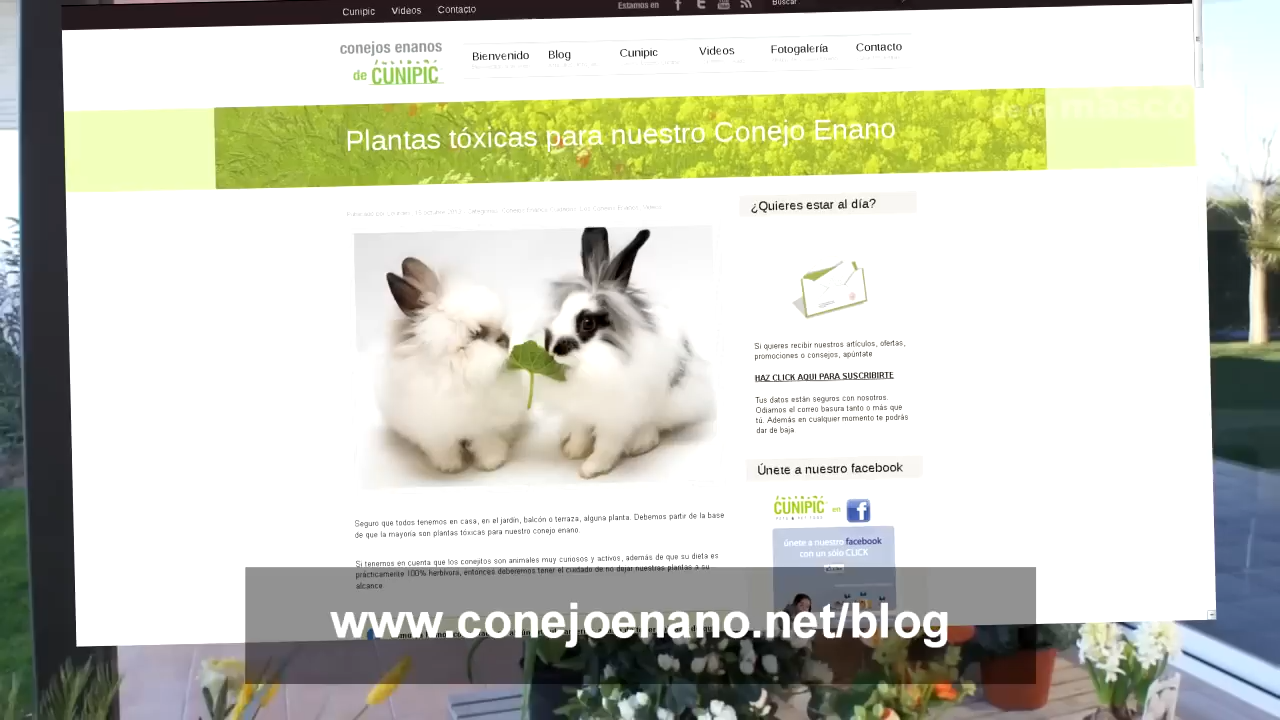 Cunipic
Videos
Contacto
Estamos en
Buscar
conejos enanos
de CUNIPIC
Bienvenido
Blog
Cunipic
Videos
Fotogalería
Contacto
Plantas tóxicas para nuestro Conejo Enano
¿Quieres estar al día?
Si quieres recibir nuestros artículos, ofertas,
promociones o consejos, apúntate
HAZ CLICK AQUI PARA SUSCRIBIRTE
Tus datos están seguros con nosotros.
Odiamos el correo basura tanto o más que
tú. Además en cualquier momento te podrás
dar de baja
Únete a nuestro facebook
CUNIPIC en f
únete a nuestro facebook
con un sólo CLICK
Seguro que todos tenemos en casa, en el jardín, balcón o terraza, alguna planta. Debemos partir de la base
de que la mayoría son plantas tóxicas para nuestro conejo enano.
Si tenemos en cuenta que los conejitos son animales muy curiosos y activos, además de que su dieta es
prácticamente 100% herbívora, entonces deberemos tener el cuidado de no dejar nuestras plantas a su
alcance
www.conejoenano.net/blog